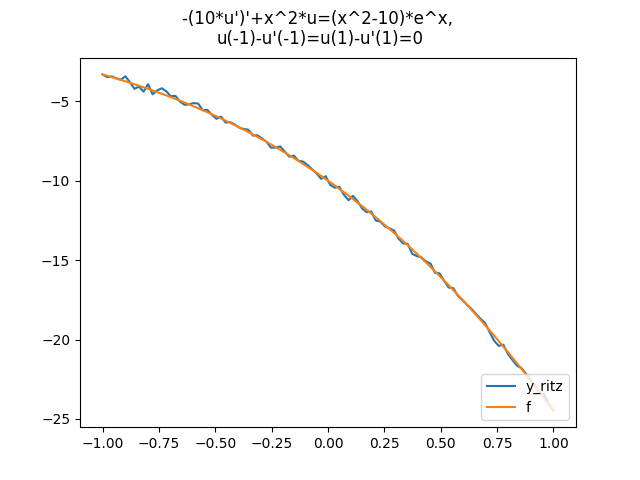 -(10*u')'+x^2*u=(x^2-10)*e^x,
u(-1)-u'(-1)=u(1)-u'(1)=0
−5
−10
−15
−20
−25
y_ritz
f
−1.00 −0.75 −0.50 −0.25 0.00 0.25 0.50 0.75 1.00